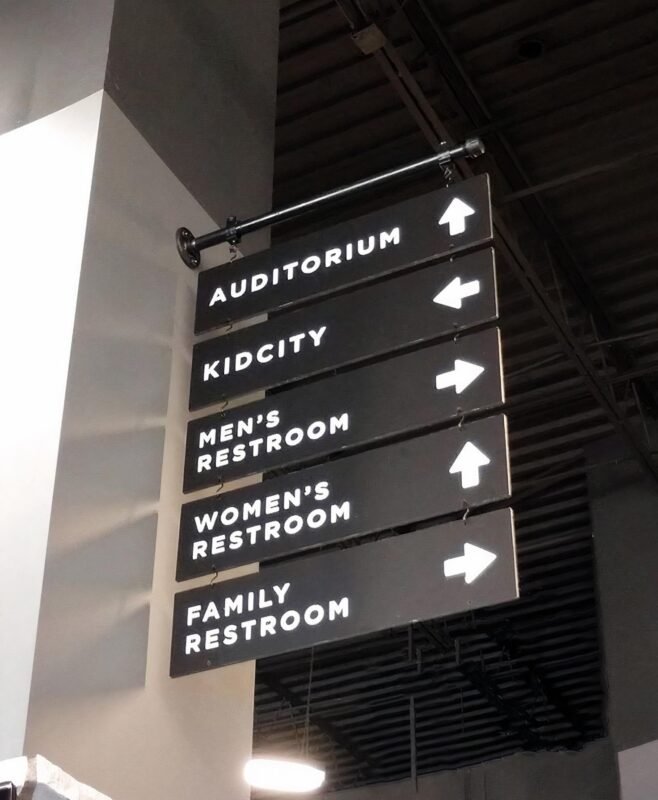 AUDITORIUM
KIDCITY
MEN'S
RESTROOM
WOMEN'S
RESTROOM
FAMILY
RESTROOM